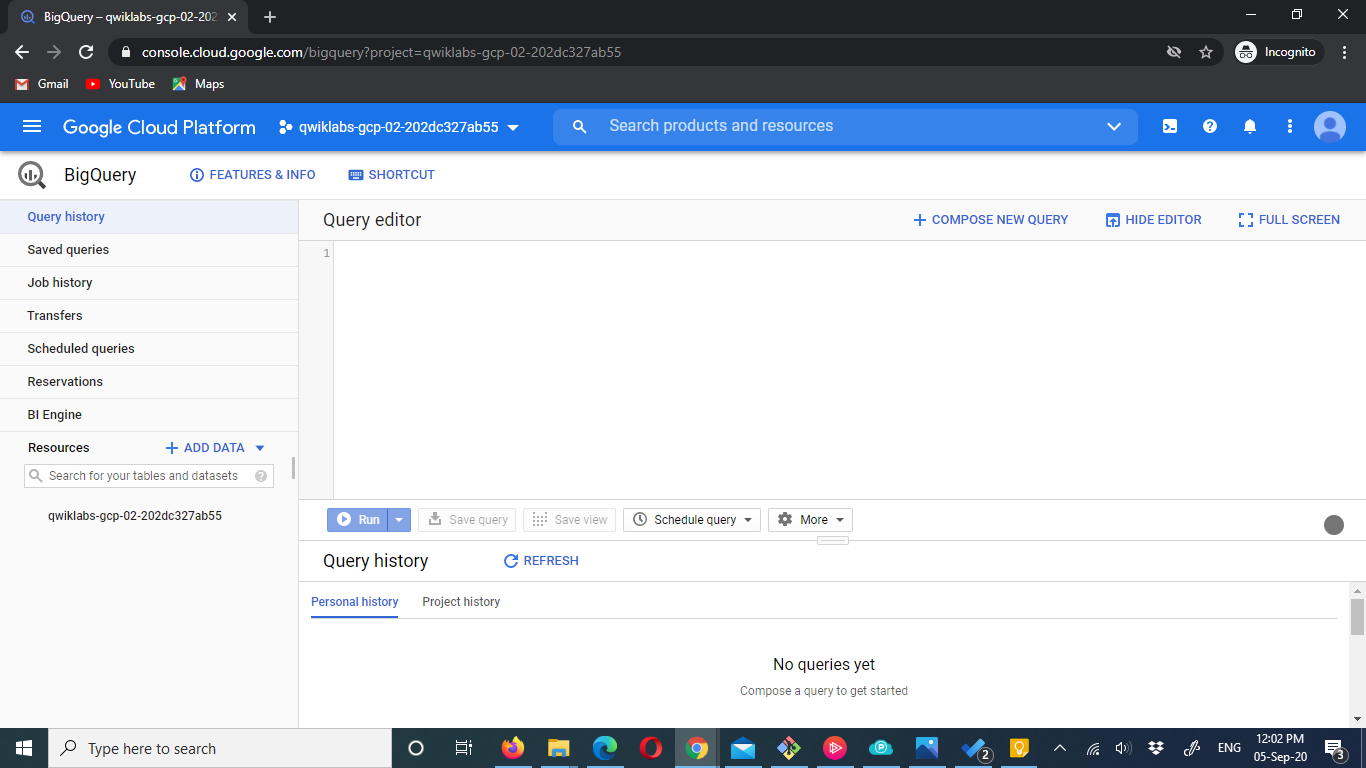 BigQuery – qwiklabs-gcp-02-202
console.cloud.google.com/bigquery?project=qwiklabs-gcp-02-202dc327ab55
Incognito
Gmail YouTube Maps
Google Cloud Platform qwiklabs-gcp-02-202dc327ab55 Search products and resources
BigQuery FEATURES & INFO SHORTCUT
Query history
Saved queries
Job history
Transfers
Scheduled queries
Reservations
BI Engine
Resources ADD DATA
Search for your tables and datasets
qwiklabs-gcp-02-202dc327ab55
Query editor COMPOSE NEW QUERY HIDE EDITOR FULL SCREEN
1
Run Save query Save view Schedule query More
Query history REFRESH
Personal history Project history
No queries yet
Compose a query to get started
Type here to search
2
ENG
12:02 PM
05-Sep-20
3